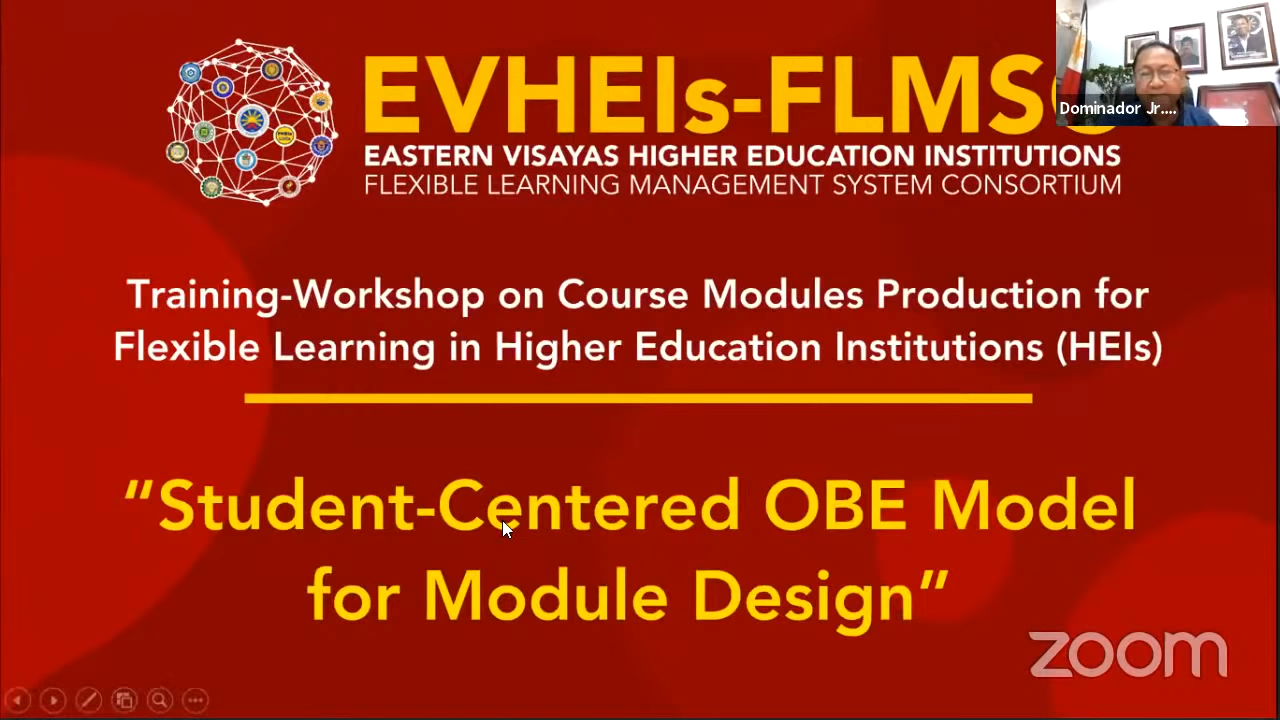 EVHEIs-FLMSC
EASTERN VISAYAS HIGHER EDUCATION INSTITUTIONS
FLEXIBLE LEARNING MANAGEMENT SYSTEM CONSORTIUM
Dominador Jr....
Training-Workshop on Course Modules Production for
Flexible Learning in Higher Education Institutions (HEIs)
“Student-Centered OBE Model
for Module Design”
zoom